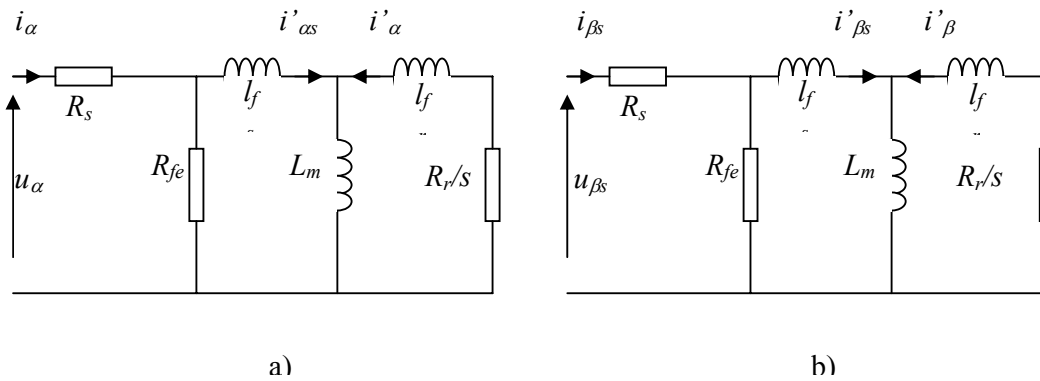 iα i'αs i'α iβs i'βs i'β
Rs lf lf Rs lf lf
s r s r
uα Rfe Lm Rr/s uβs Rfe Lm Rr/s
a) b)